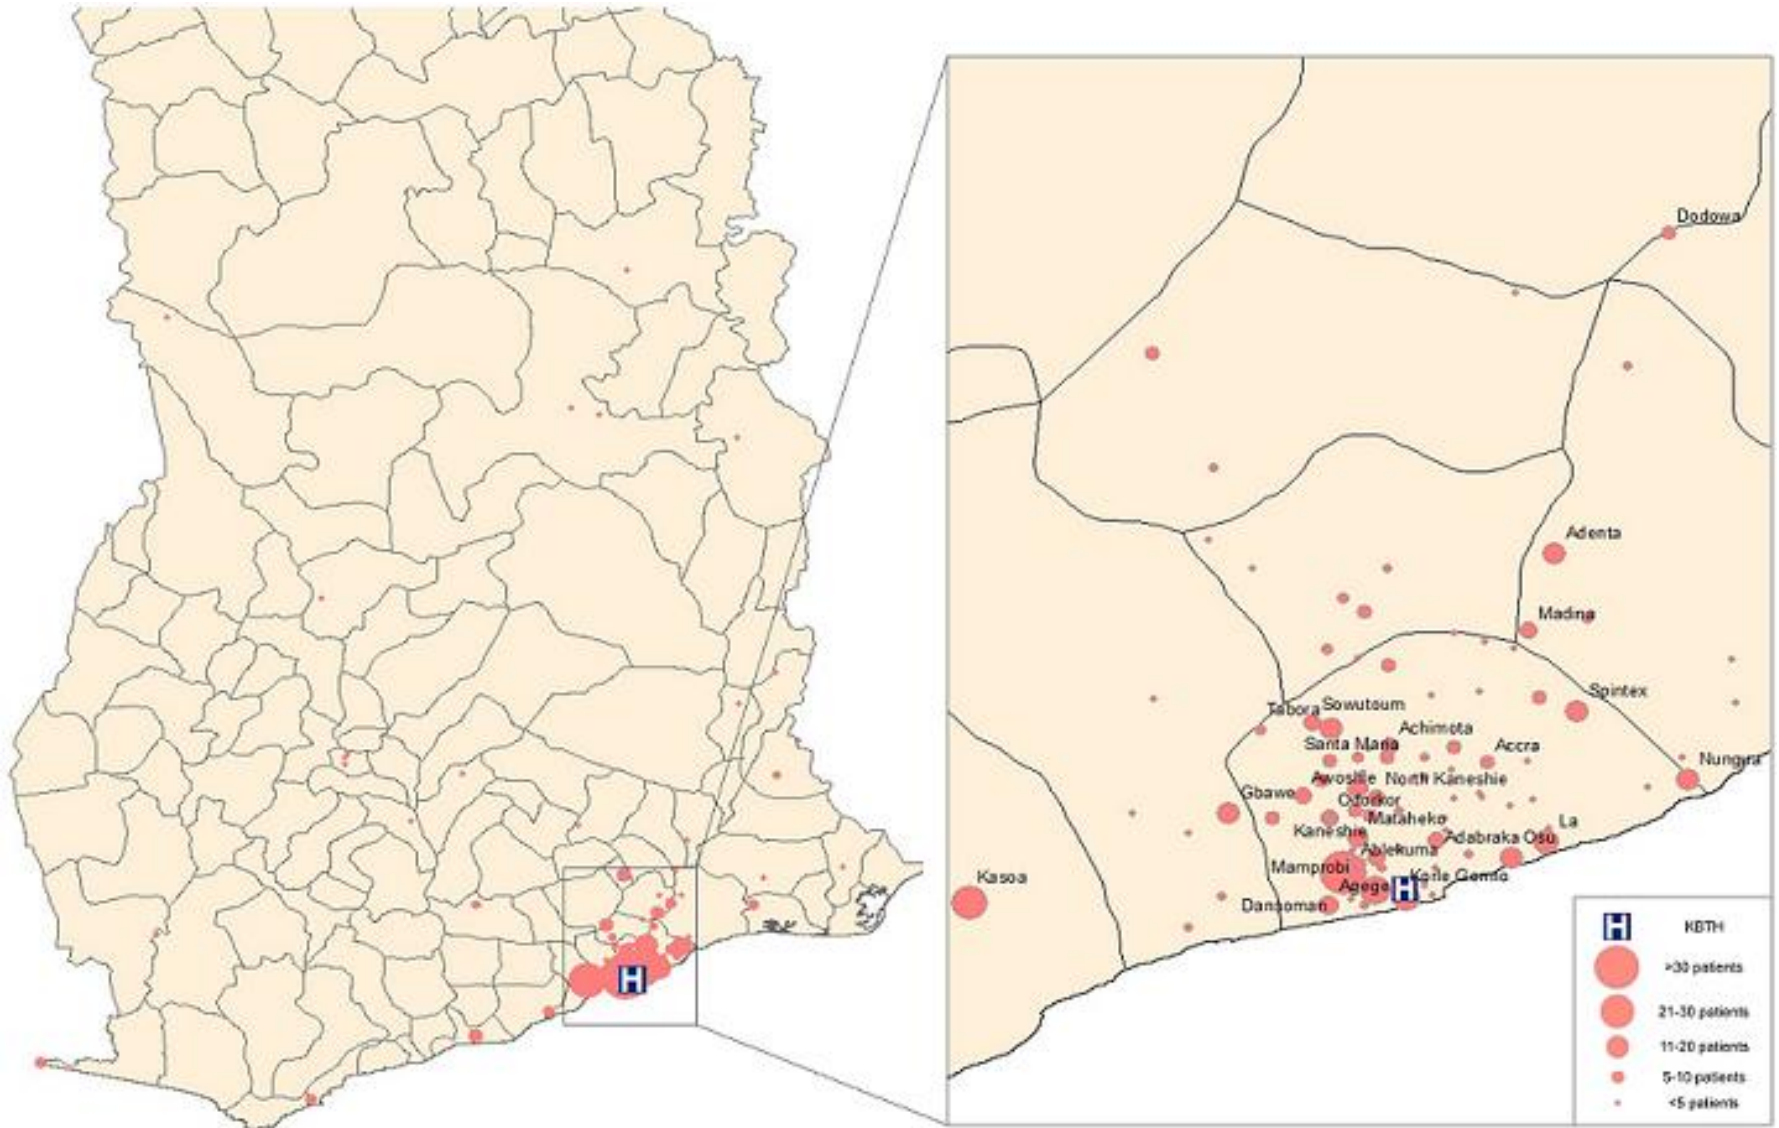 Dodowa
Adenta
Madina
Spintex
Tabora
Sowutoum
Achimota
Santa Maria
Accra
Nungua
Awoshie
North Kaneshie
Gbawe
Odorkor
Mataheko
La
Kaneshie
Adabraka
Osu
Ablekuma
Mamprobi
Kasoa
Korle Gonno
Agege
Dansoman
H
H
H KBTH
>30 patients
21-30 patients
11-20 patients
5-10 patients
<5 patients